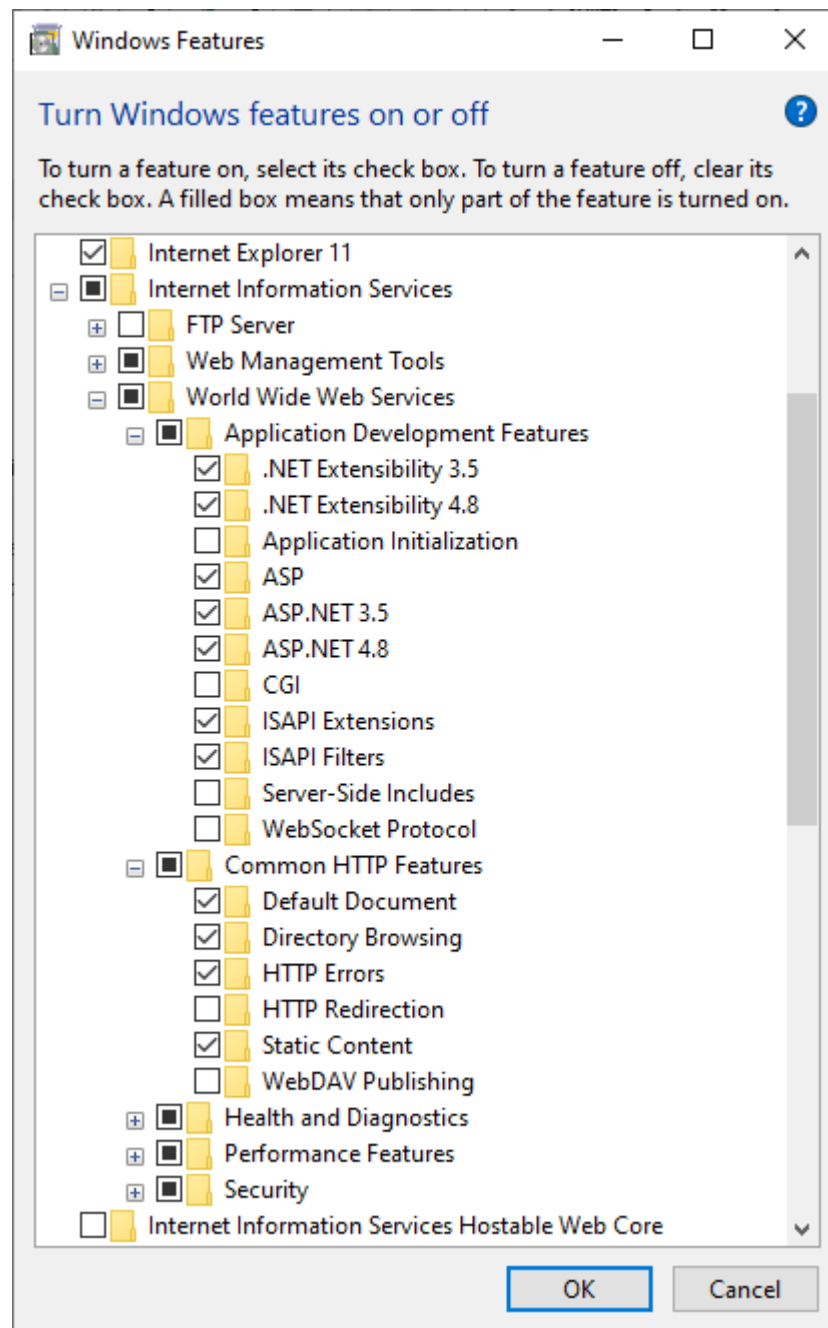 Windows Features
Turn Windows features on or off
To turn a feature on, select its check box. To turn a feature off, clear its
check box. A filled box means that only part of the feature is turned on.
Internet Explorer 11
Internet Information Services
FTP Server
Web Management Tools
World Wide Web Services
Application Development Features
.NET Extensibility 3.5
.NET Extensibility 4.8
Application Initialization
ASP
ASP.NET 3.5
ASP.NET 4.8
CGI
ISAPI Extensions
ISAPI Filters
Server-Side Includes
WebSocket Protocol
Common HTTP Features
Default Document
Directory Browsing
HTTP Errors
HTTP Redirection
Static Content
WebDAV Publishing
Health and Diagnostics
Performance Features
Security
Internet Information Services Hostable Web Core
OK Cancel